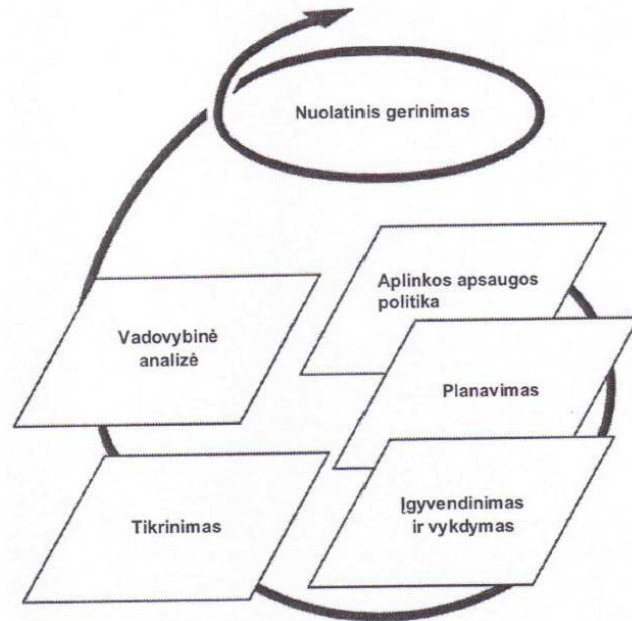 Nuolatinis gerinimas
Aplinkos apsaugos
politika
Vadovybinė
analizė
Planavimas
Įgyvendinimas
ir vykdymas
Tikrinimas